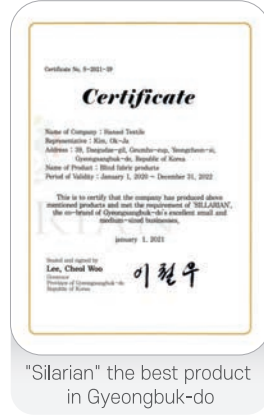 Certificate No. S-2021-29
Certificate
Name of Company : Hansol Textile
Representative : Kim, Ok-Ja
Address : 39, Daegudae-gil, Geumho-eup, Yeongcheon-si,
Gyeongsangbuk-do, Republic of Korea
Name of Product : Blind fabric products
Period of Validity : January 1, 2020 ~ December 31, 2022
This is to certify that the company has produced above
mentioned products and met the requirement of 'SILLARIAN',
the co-brand of Gyeongsangbuk-do's excellent small and
medium-sized businesses,
january 1, 2021
Sealed and signed by
Lee, Cheol Woo
Governor
Province of Gyeongsangbuk-do
Republic of Korea
이철우
"Silarian" the best product
in Gyeongbuk-do